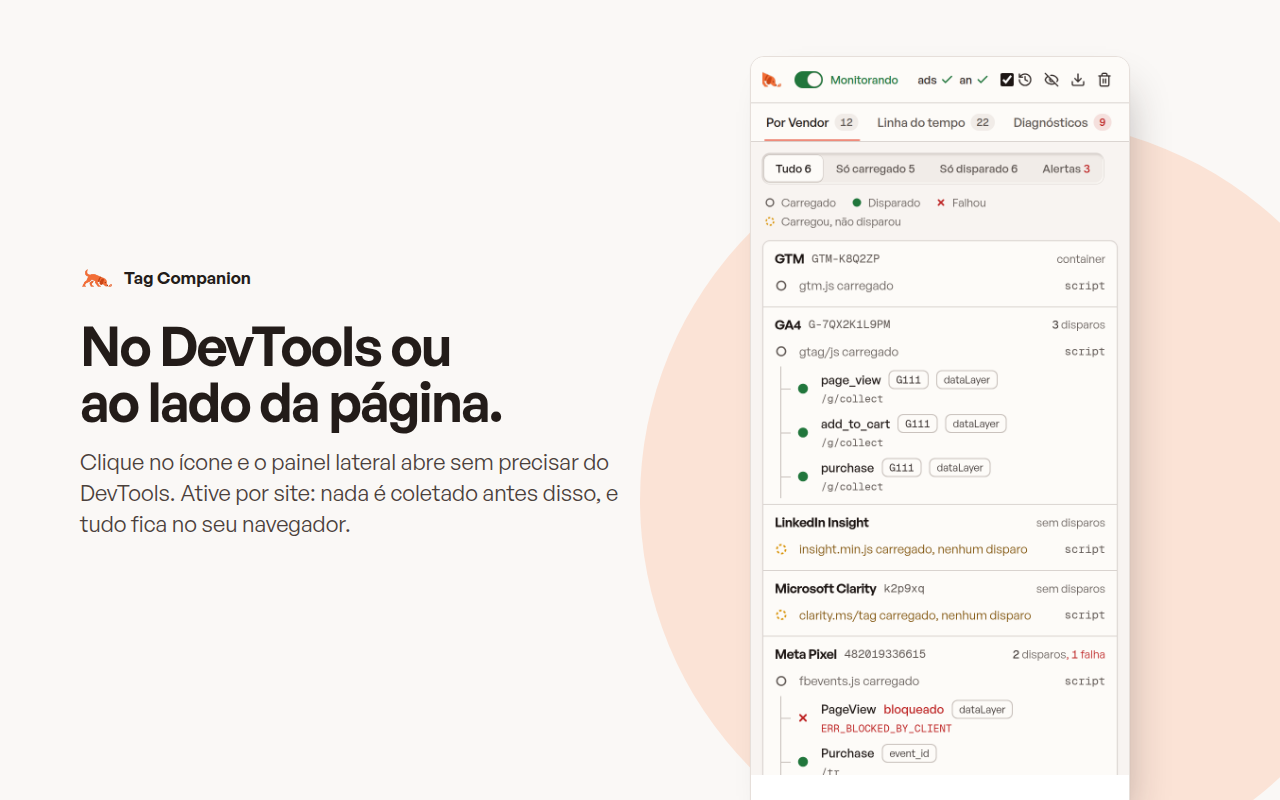 Tag Companion
No DevTools ou
ao lado da página.
Clique no ícone e o painel lateral abre sem precisar do
DevTools. Ative por site: nada é coletado antes disso, e
tudo fica no seu navegador.
Monitorando ads an
Por Vendor 12 Linha do tempo 22 Diagnósticos 9
Tudo 6 Só carregado 5 Só disparado 6 Alertas 3
Carregado Disparado Falhou
Carregou, não disparou
GTM GTM-K8Q2ZP container
gtm.js carregado script
GA4 G-7QX2K1L9PM 3 disparos
gtag/js carregado script
page_view G111 dataLayer
/g/collect
add_to_cart G111 dataLayer
/g/collect
purchase G111 dataLayer
/g/collect
LinkedIn Insight sem disparos
insight.min.js carregado, nenhum disparo script
Microsoft Clarity k2p9xq sem disparos
clarity.ms/tag carregado, nenhum disparo script
Meta Pixel 482019336615 2 disparos, 1 falha
fbevents.js carregado script
PageView bloqueado dataLayer
ERR_BLOCKED_BY_CLIENT
Purchase event_id
/tr